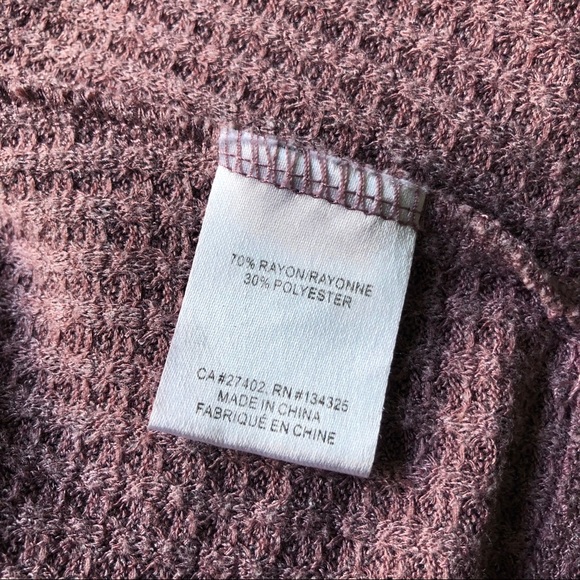 70% RAYON/RAYONNE
30% POLYESTER
CA#27402, RN#134325
MADE IN CHINA
FABRIQUÉ EN CHINE